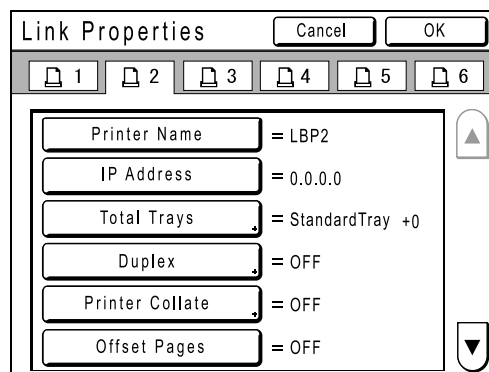 Link Properties Cancel OK
1 2 3 4 5 6
Printer Name = LBP2
IP Address = 0.0.0.0
Total Trays = StandardTray +0
Duplex = OFF
Printer Collate = OFF
Offset Pages = OFF